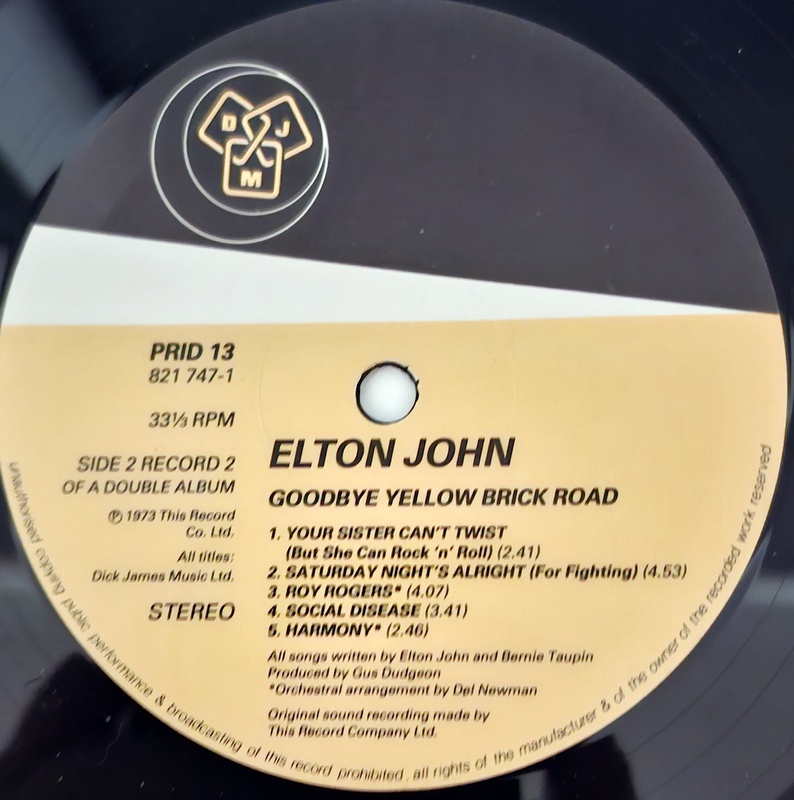 D J
M
PRID 13
821 747-1
33⅓ RPM
SIDE 2 RECORD 2
OF A DOUBLE ALBUM
℗ 1973 This Record
Co. Ltd.
All titles:
Dick James Music Ltd.
STEREO
ELTON JOHN
GOODBYE YELLOW BRICK ROAD
1. YOUR SISTER CAN'T TWIST
(But She Can Rock 'n' Roll) (2.41)
2. SATURDAY NIGHT'S ALRIGHT (For Fighting) (4.53)
3. ROY ROGERS* (4.07)
4. SOCIAL DISEASE (3.41)
5. HARMONY* (2.46)
All songs written by Elton John and Bernie Taupin
Produced by Gus Dudgeon
*Orchestral arrangement by Del Newman
Original sound recording made by
This Record Company Ltd.
unauthorised copying public performance & broadcasting of this record prohibited. all rights of the manufacturer & of the owner of the recorded work reserved